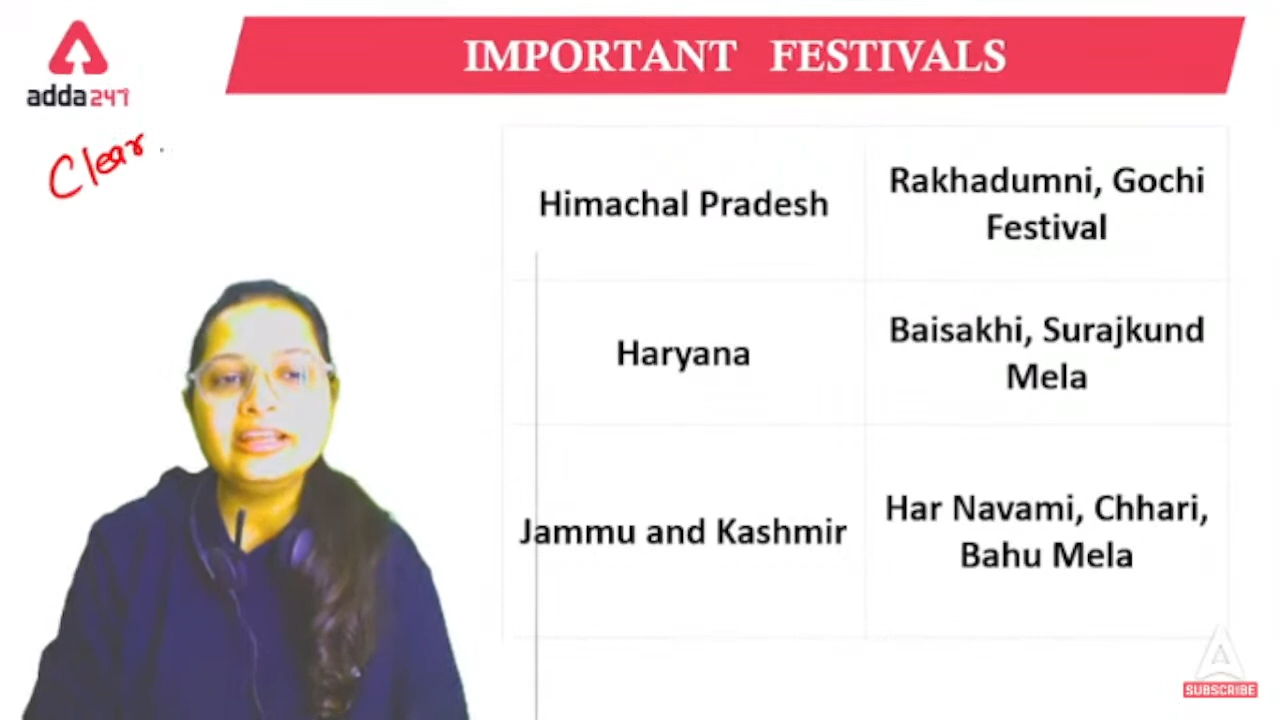 IMPORTANT FESTIVALS
adda247
Clear
Himachal Pradesh
Rakhadumni, Gochi
Festival
Haryana
Baisakhi, Surajkund
Mela
Jammu and Kashmir
Har Navami, Chhari,
Bahu Mela
SUBSCRIBE